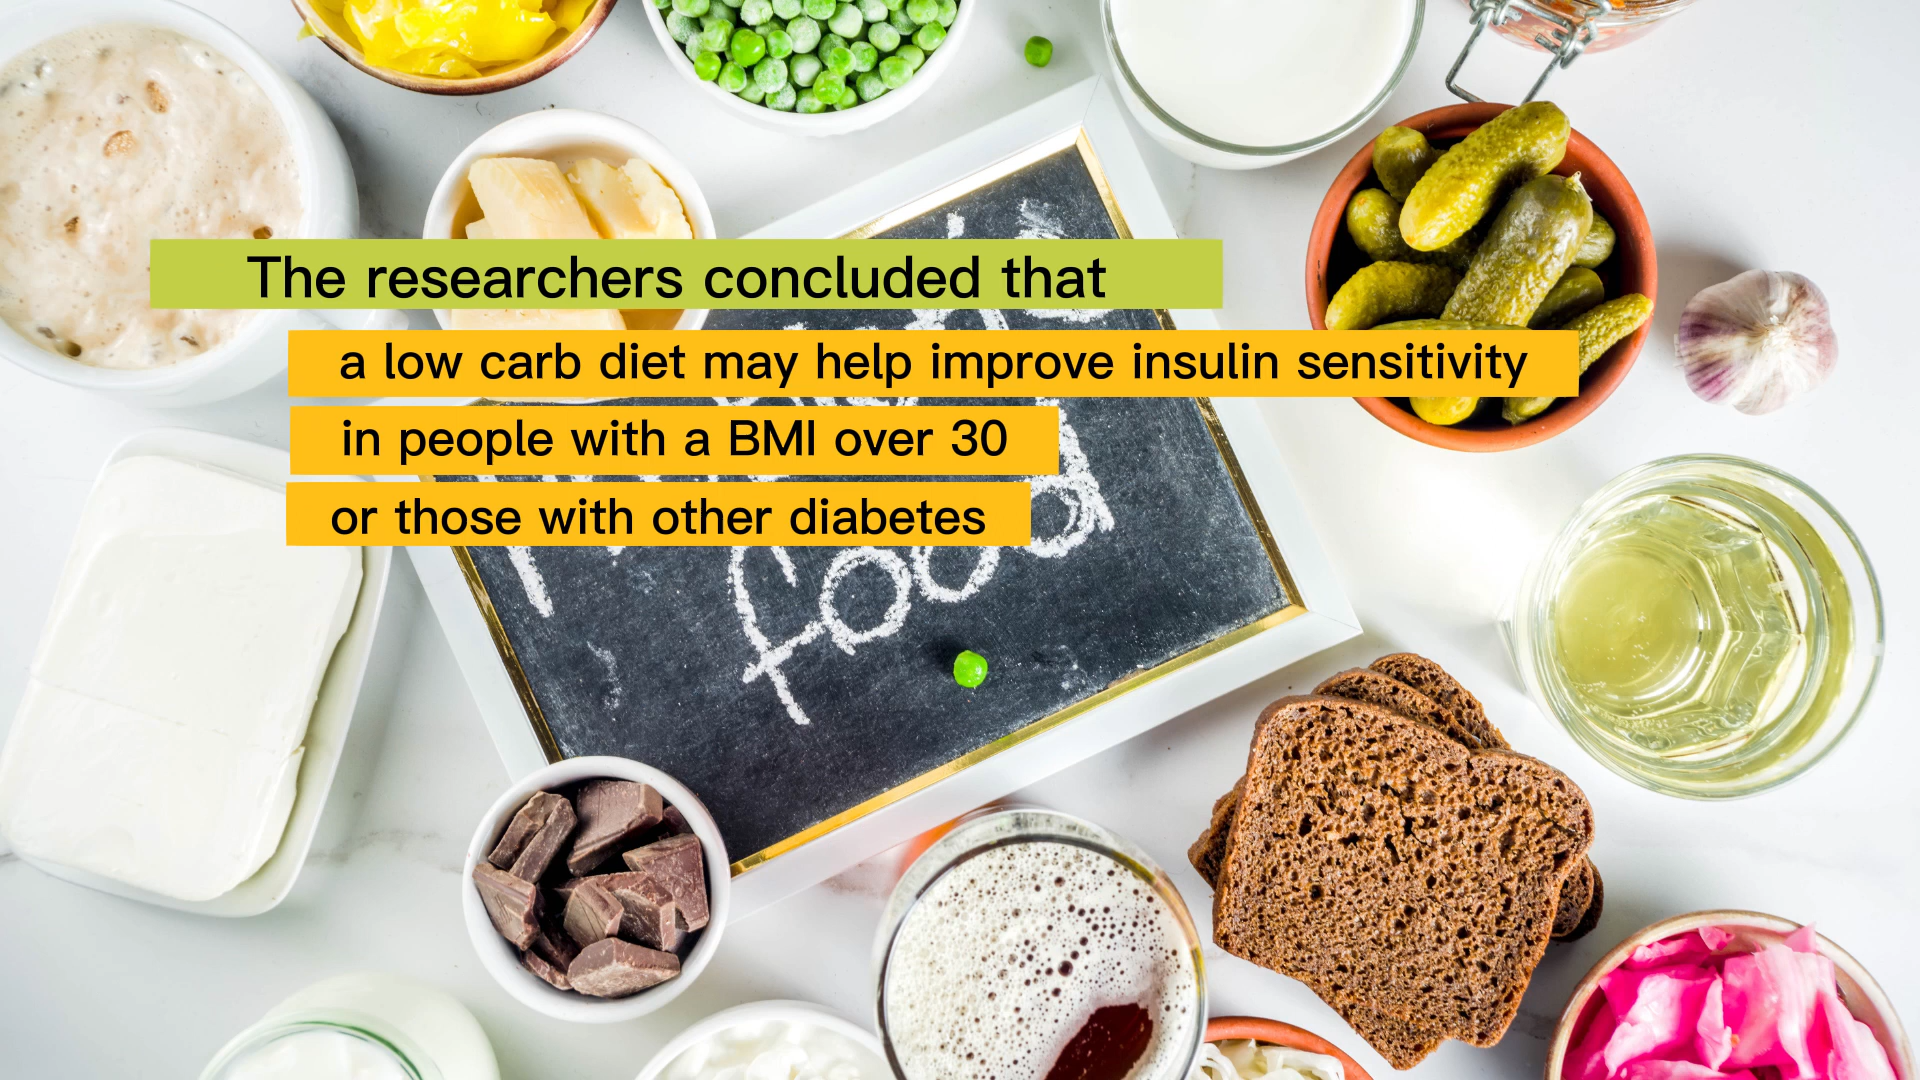 The researchers concluded that
a low carb diet may help improve insulin sensitivity
in people with a BMI over 30
or those with other diabetes
food